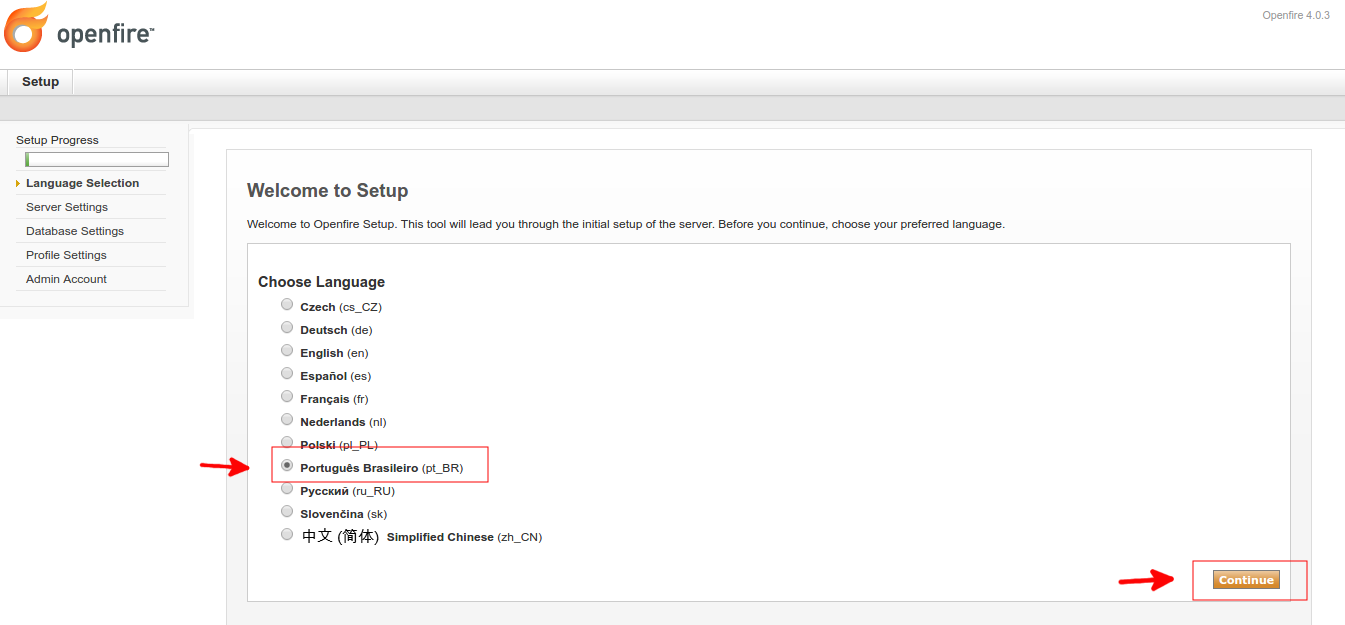 openfire™
Openfire 4.0.3
Setup
Setup Progress
Language Selection
Server Settings
Database Settings
Profile Settings
Admin Account
Welcome to Setup
Welcome to Openfire Setup. This tool will lead you through the initial setup of the server. Before you continue, choose your preferred language.
Choose Language
Czech (cs_CZ)
Deutsch (de)
English (en)
Español (es)
Français (fr)
Nederlands (nl)
Polski (pl_PL)
Português Brasileiro (pt_BR)
Русский (ru_RU)
Slovenčina (sk)
中文 (简体) Simplified Chinese (zh_CN)
Continue